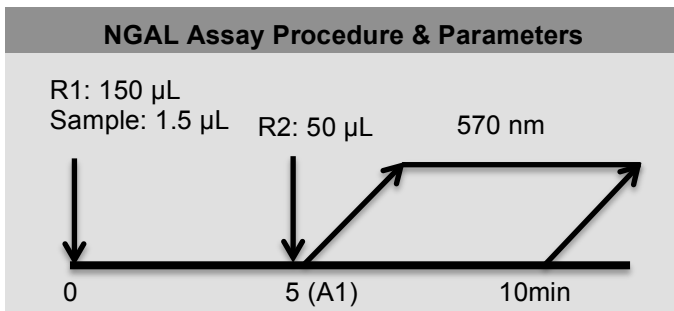 NGAL Assay Procedure & Parameters
R1: 150 µL
Sample: 1.5 µL
R2: 50 µL
570 nm
0
5 (A1)
10min